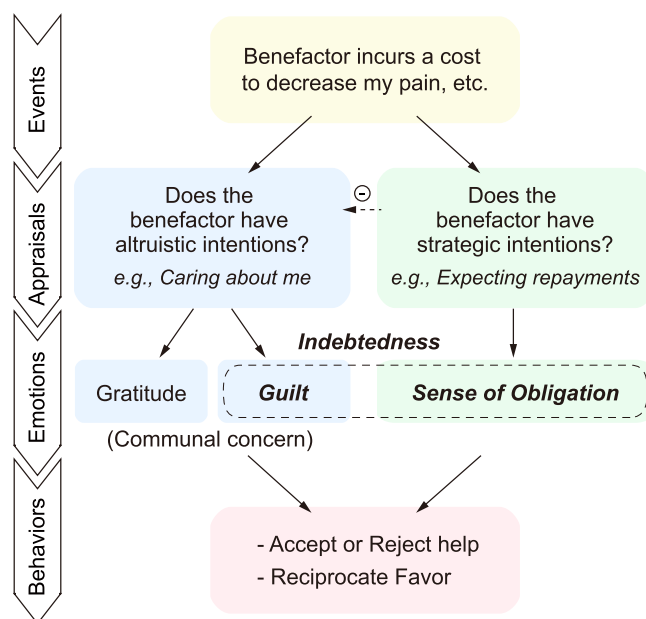 Events
Benefactor incurs a cost
to decrease my pain, etc.
Appraisals
Does the
benefactor have
altruistic intentions?
e.g., Caring about me
-
Does the
benefactor have
strategic intentions?
e.g., Expecting repayments
Emotions
Indebtedness
Gratitude
Guilt
Sense of Obligation
(Communal concern)
Behaviors
- Accept or Reject help
- Reciprocate Favor